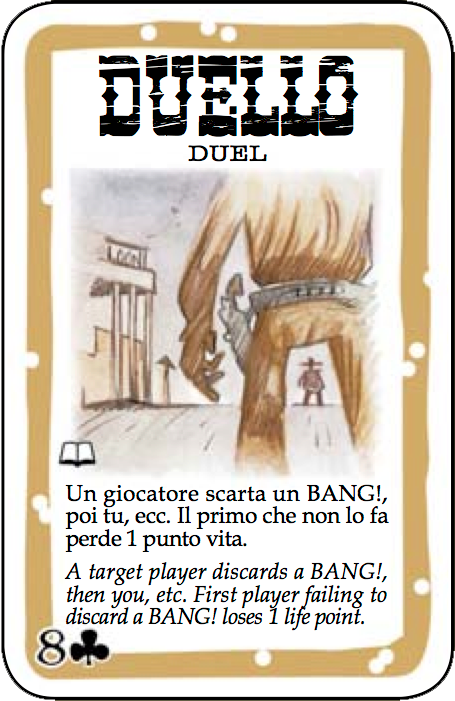 DUELLO
DUEL
Un giocatore scarta un BANG!,
poi tu, ecc. Il primo che non lo fa
perde 1 punto vita.
A target player discards a BANG!,
then you, etc. First player failing to
discard a BANG! loses 1 life point.
8♣